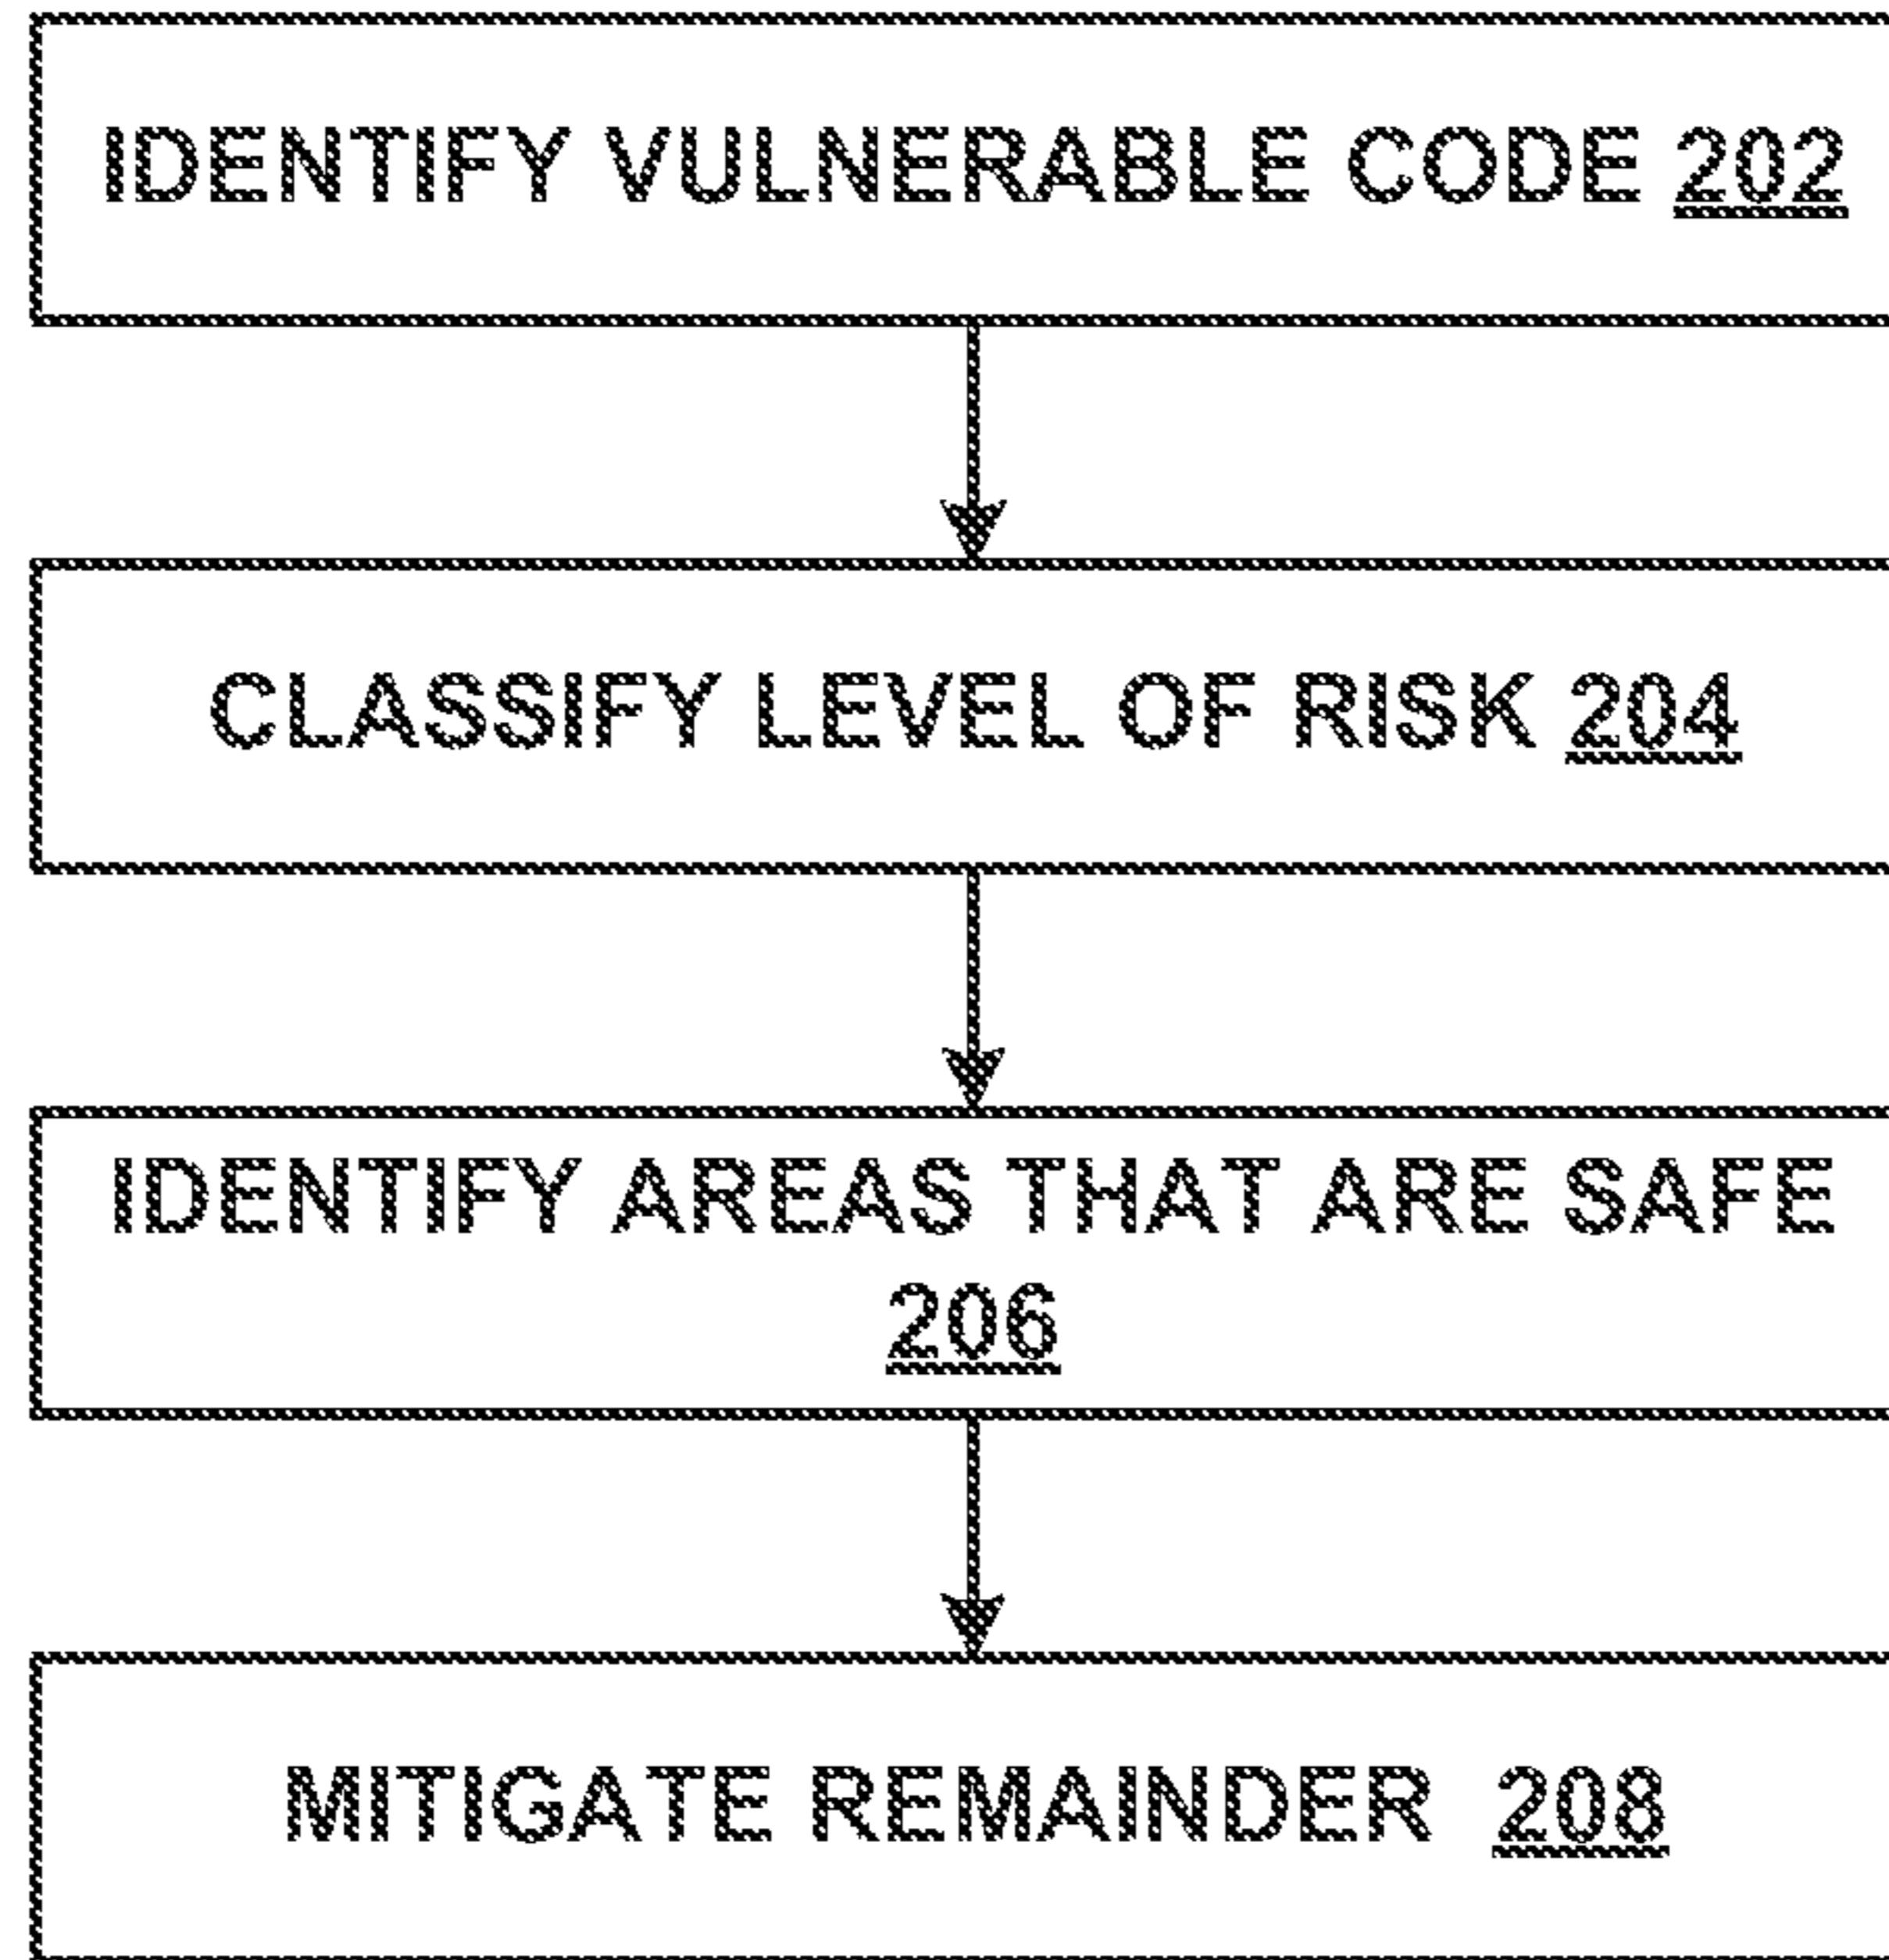 IDENTIFY VULNERABLE CODE 202
CLASSIFY LEVEL OF RISK 204
IDENTIFY AREAS THAT ARE SAFE
206
MITIGATE REMAINDER 208